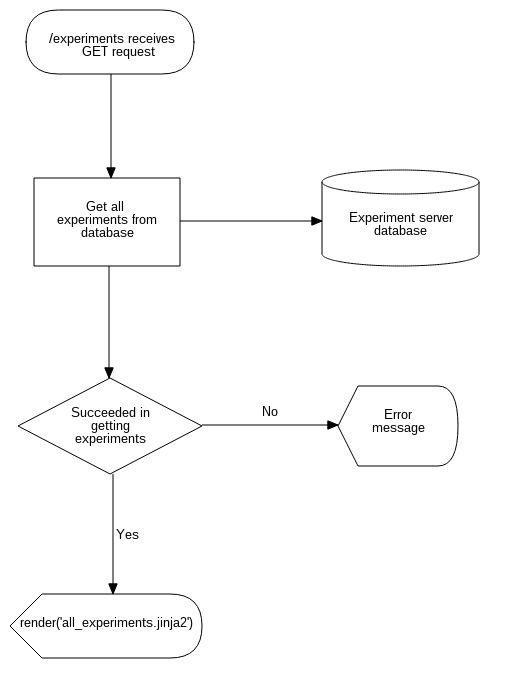 /experiments receives
GET request
Get all
experiments from
database
Experiment server
database
Succeeded in
getting
experiments
No
Error
message
Yes
render('all_experiments.jinja2')